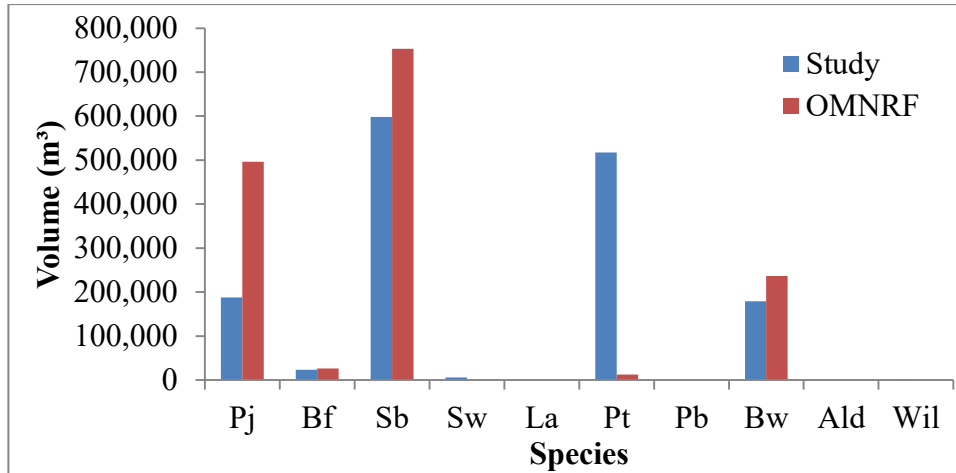 800,000
700,000
600,000
500,000
400,000
300,000
200,000
100,000
0
Volume (m³)
Study
OMNRF
Pj Bf Sb Sw La Pt Pb Bw Ald Wil
Species